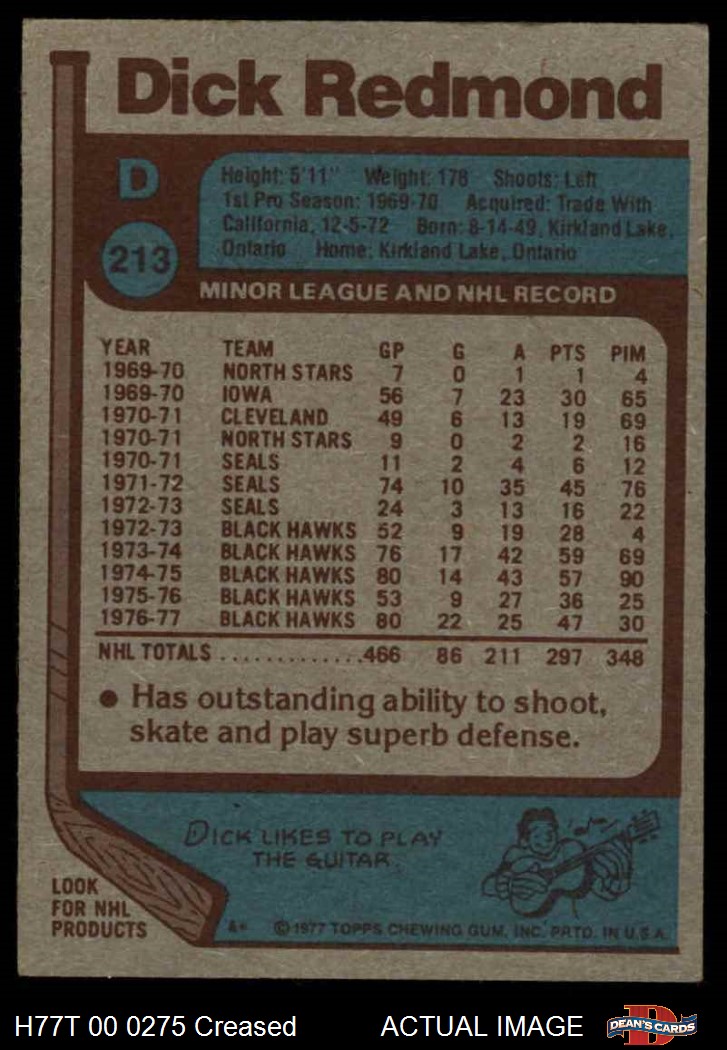 Dick Redmond
D
213
Height: 5'11" Weight: 178 Shoots: Left
1st Pro Season: 1969-70 Acquired: Trade With
California, 12-5-72 Born: 8-14-49, Kirkland Lake,
Ontario Home: Kirkland Lake, Ontario
MINOR LEAGUE AND NHL RECORD
YEAR TEAM GP G A PTS PIM
1969-70 NORTH STARS 7 0 1 1 4
1969-70 IOWA 56 7 23 30 65
1970-71 CLEVELAND 49 6 13 19 69
1970-71 NORTH STARS 9 0 2 2 16
1970-71 SEALS 11 2 4 6 12
1971-72 SEALS 74 10 35 45 76
1972-73 SEALS 24 3 13 16 22
1972-73 BLACK HAWKS 52 9 19 28 4
1973-74 BLACK HAWKS 76 17 42 59 69
1974-75 BLACK HAWKS 80 14 43 57 90
1975-76 BLACK HAWKS 53 9 27 36 25
1976-77 BLACK HAWKS 80 22 25 47 30
NHL TOTALS .............466 86 211 297 348
● Has outstanding ability to shoot,
skate and play superb defense.
DICK LIKES TO PLAY
THE GUITAR.
LOOK
FOR NHL
PRODUCTS
&* © 1977 TOPPS CHEWING GUM, INC. PRTD. IN U.S.A.
H77T 00 0275 Creased ACTUAL IMAGE
D
DEAN'S CARDS